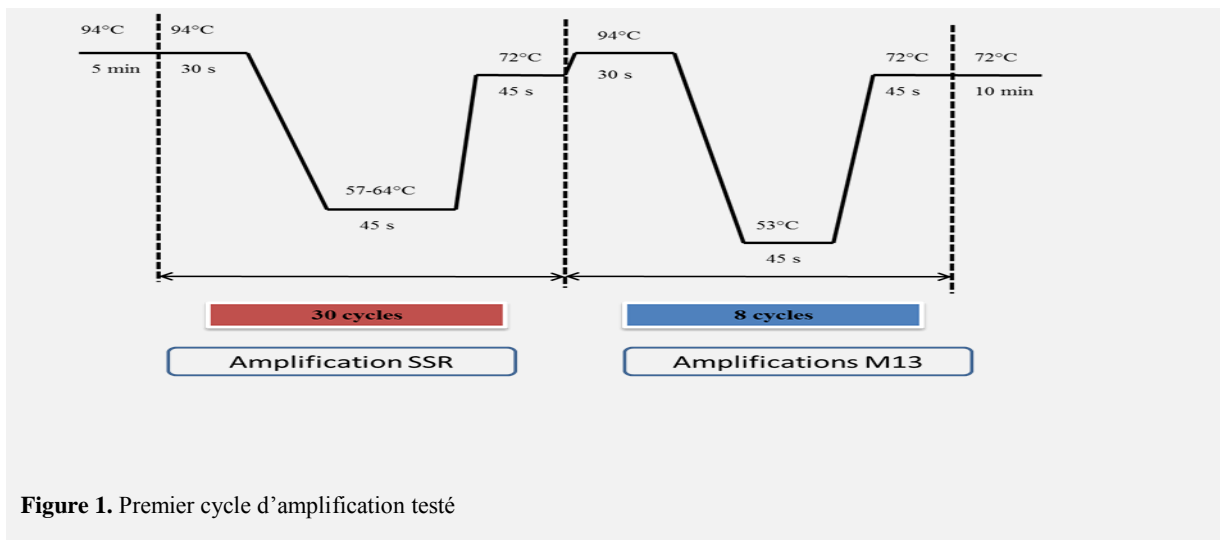 94°C 94°C 94°C
5 min 30 s 72°C 45 s 30 s 72°C 72°C
45 s 10 min
57-64°C
45 s
53°C
45 s
30 cycles 8 cycles
Amplification SSR Amplifications M13
Figure 1. Premier cycle d’amplification testé